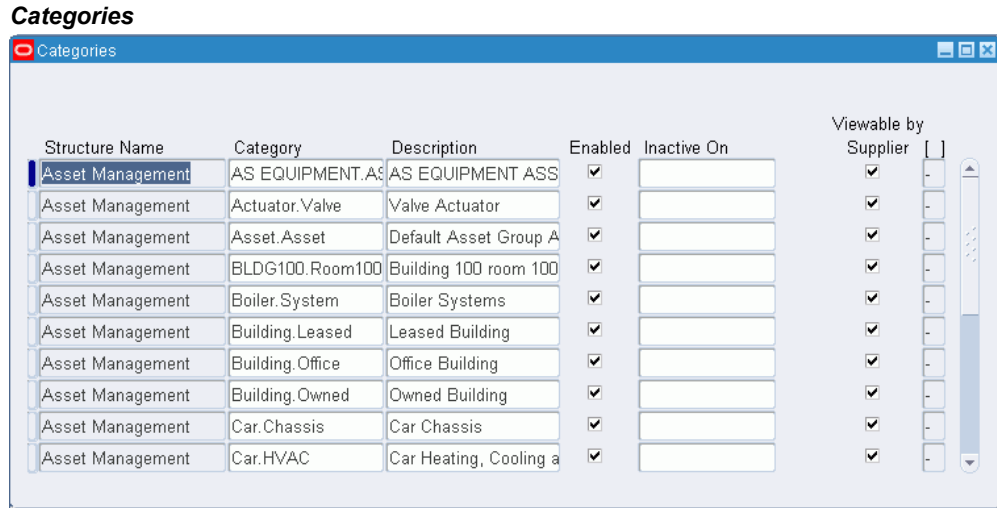 Categories
Categories
Viewable by
Structure Name Category Description Enabled Inactive On Supplier [ ]
Asset Management AS EQUIPMENT.AS AS EQUIPMENT ASS -
Asset Management Actuator.Valve Valve Actuator -
Asset Management Asset.Asset Default Asset Group A -
Asset Management BLDG100.Room100 Building 100 room 100 -
Asset Management Boiler.System Boiler Systems -
Asset Management Building.Leased Leased Building -
Asset Management Building.Office Office Building -
Asset Management Building.Owned Owned Building -
Asset Management Car.Chassis Car Chassis -
Asset Management Car.HVAC Car Heating, Cooling a -